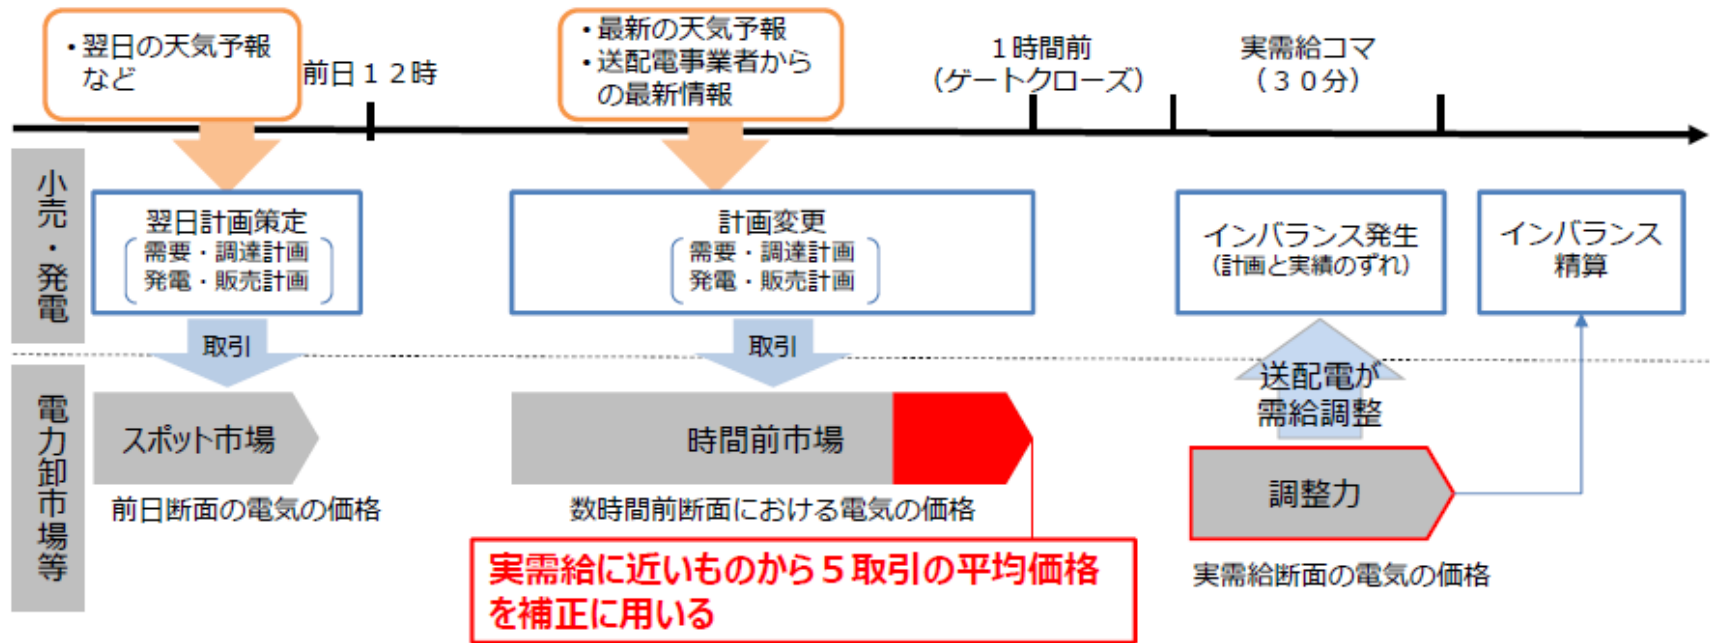 ・翌日の天気予報
など
前日１２時
・最新の天気予報
・送配電事業者から
の最新情報
１時間前
（ゲートクローズ）
実需給コマ
（３０分）
小売・発電
翌日計画策定
需要・調達計画
発電・販売計画
計画変更
需要・調達計画
発電・販売計画
インバランス発生
（計画と実績のずれ）
インバランス
精算
取引
取引
送配電が
需給調整
電力卸市場等
スポット市場
時間前市場
調整力
前日断面の電気の価格
数時間前断面における電気の価格
実需給断面の電気の価格
実需給に近いものから５取引の平均価格
を補正に用いる